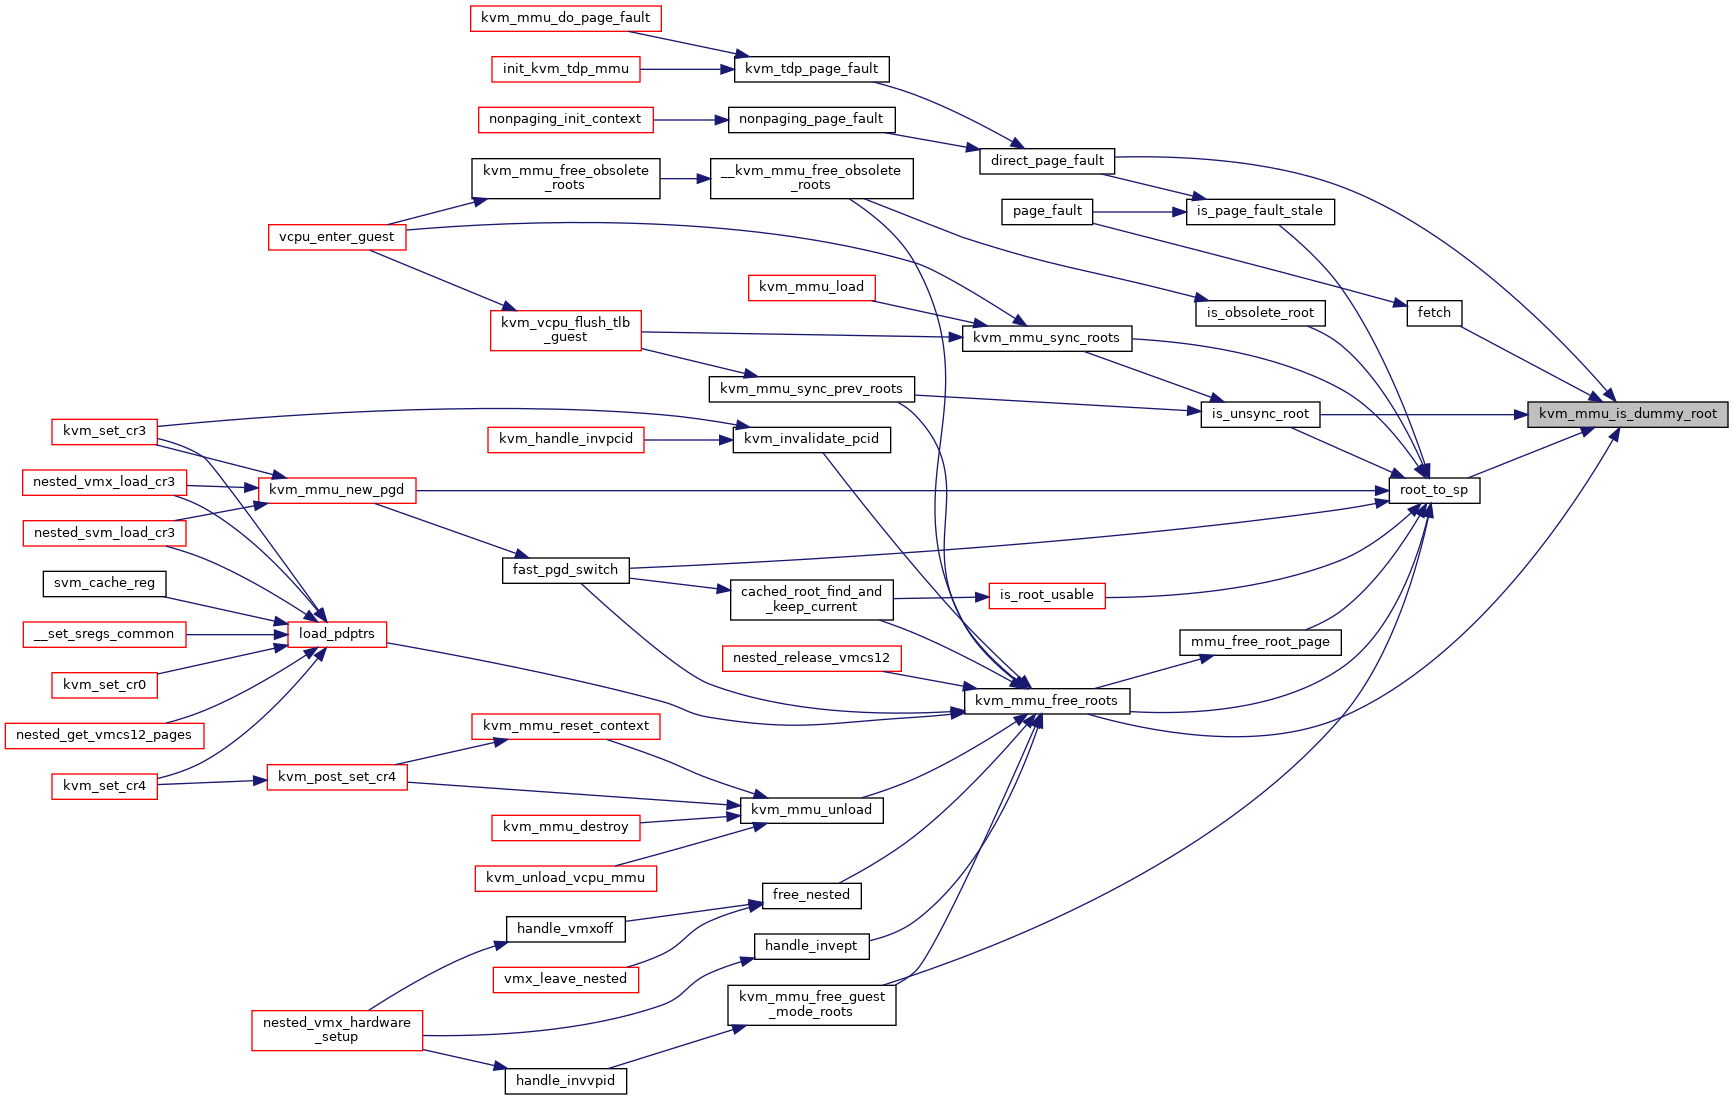 kvm_mmu_do_page_fault
kvm_tdp_page_fault
init_kvm_tdp_mmu
nonpaging_init_context
nonpaging_page_fault
direct_page_fault
kvm_mmu_free_obsolete
_roots
__kvm_mmu_free_obsolete
_roots
page_fault
is_page_fault_stale
vcpu_enter_guest
kvm_mmu_load
is_obsolete_root
fetch
kvm_vcpu_flush_tlb
_guest
kvm_mmu_sync_roots
kvm_mmu_sync_prev_roots
is_unsync_root
kvm_mmu_is_dummy_root
kvm_set_cr3
kvm_handle_invpcid
kvm_invalidate_pcid
nested_vmx_load_cr3
kvm_mmu_new_pgd
root_to_sp
nested_svm_load_cr3
fast_pgd_switch
svm_cache_reg
cached_root_find_and
_keep_current
is_root_usable
__set_sregs_common
load_pdptrs
mmu_free_root_page
nested_release_vmcs12
kvm_set_cr0
kvm_mmu_free_roots
nested_get_vmcs12_pages
kvm_mmu_reset_context
kvm_post_set_cr4
kvm_set_cr4
kvm_mmu_unload
kvm_mmu_destroy
kvm_unload_vcpu_mmu
free_nested
handle_vmxoff
handle_invept
vmx_leave_nested
kvm_mmu_free_guest
_mode_roots
nested_vmx_hardware
_setup
handle_invvpid